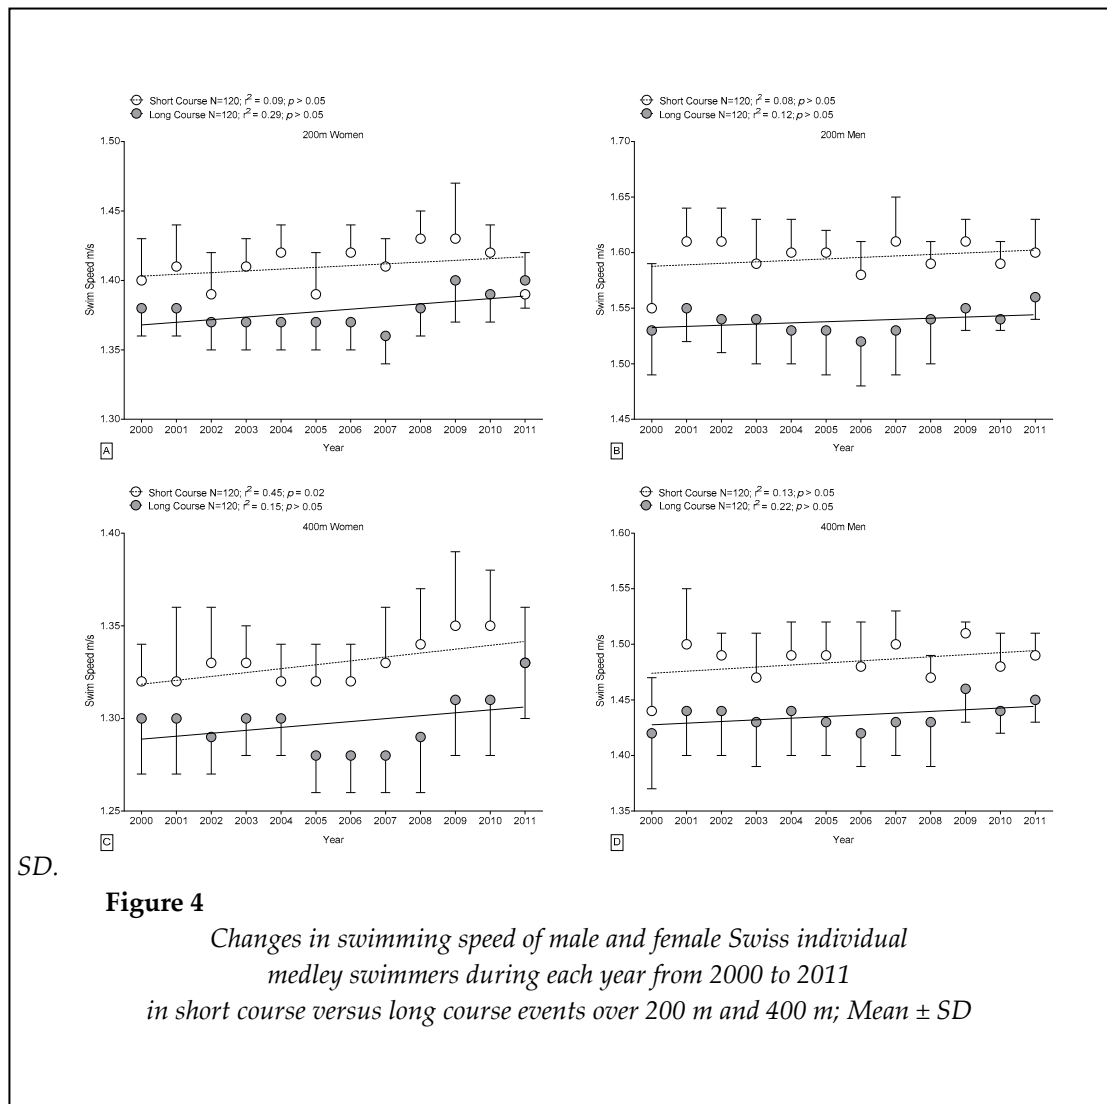 Short Course N=120; r² = 0.09; p > 0.05
Long Course N=120; r² = 0.29; p > 0.05
200m Women
1.50
1.45
1.40
1.35
1.30
Swim Speed m/s
2000 2001 2002 2003 2004 2005 2006 2007 2008 2009 2010 2011
Year
A
Short Course N=120; r² = 0.08; p > 0.05
Long Course N=120; r² = 0.12; p > 0.05
200m Men
1.70
1.65
1.60
1.55
1.50
1.45
Swim Speed m/s
2000 2001 2002 2003 2004 2005 2006 2007 2008 2009 2010 2011
Year
B
Short Course N=120; r² = 0.45; p = 0.02
Long Course N=120; r² = 0.15; p > 0.05
400m Women
1.40
1.35
1.30
1.25
Swim Speed m/s
2000 2001 2002 2003 2004 2005 2006 2007 2008 2009 2010 2011
Year
C
Short Course N=120; r² = 0.13; p > 0.05
Long Course N=120; r² = 0.22; p > 0.05
400m Men
1.60
1.55
1.50
1.45
1.40
1.35
Swim Speed m/s
2000 2001 2002 2003 2004 2005 2006 2007 2008 2009 2010 2011
Year
D
SD.
Figure 4
Changes in swimming speed of male and female Swiss individual
medley swimmers during each year from 2000 to 2011
in short course versus long course events over 200 m and 400 m; Mean ± SD